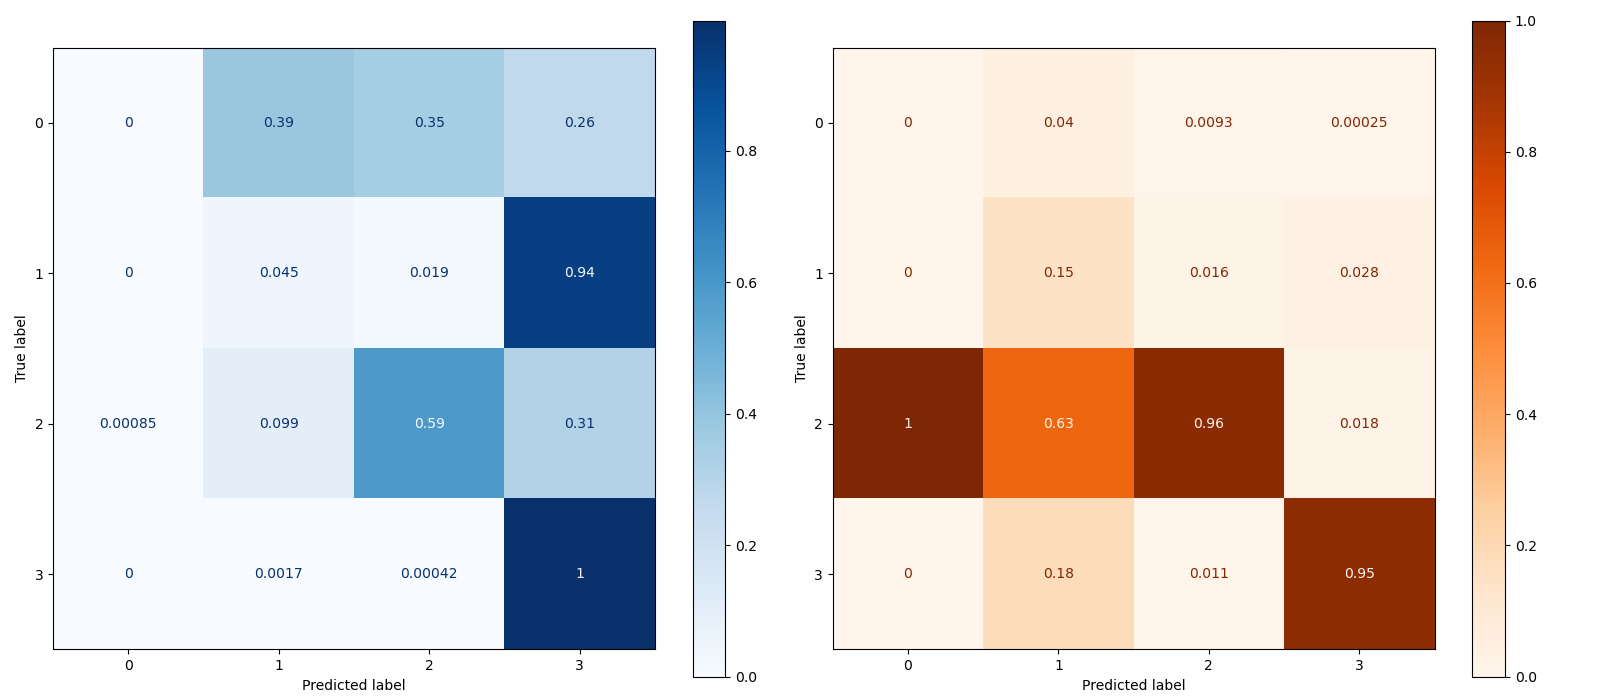 0 0 0.39 0.35 0.26
1 0 0.045 0.019 0.94
2 0.00085 0.099 0.59 0.31
3 0 0.0017 0.00042 1
True label
0 1 2 3
Predicted label
0.8
0.6
0.4
0.2
0.0
0 0 0.04 0.0093 0.00025
1 0 0.15 0.016 0.028
2 1 0.63 0.96 0.018
3 0 0.18 0.011 0.95
True label
0 1 2 3
Predicted label
1.0
0.8
0.6
0.4
0.2
0.0